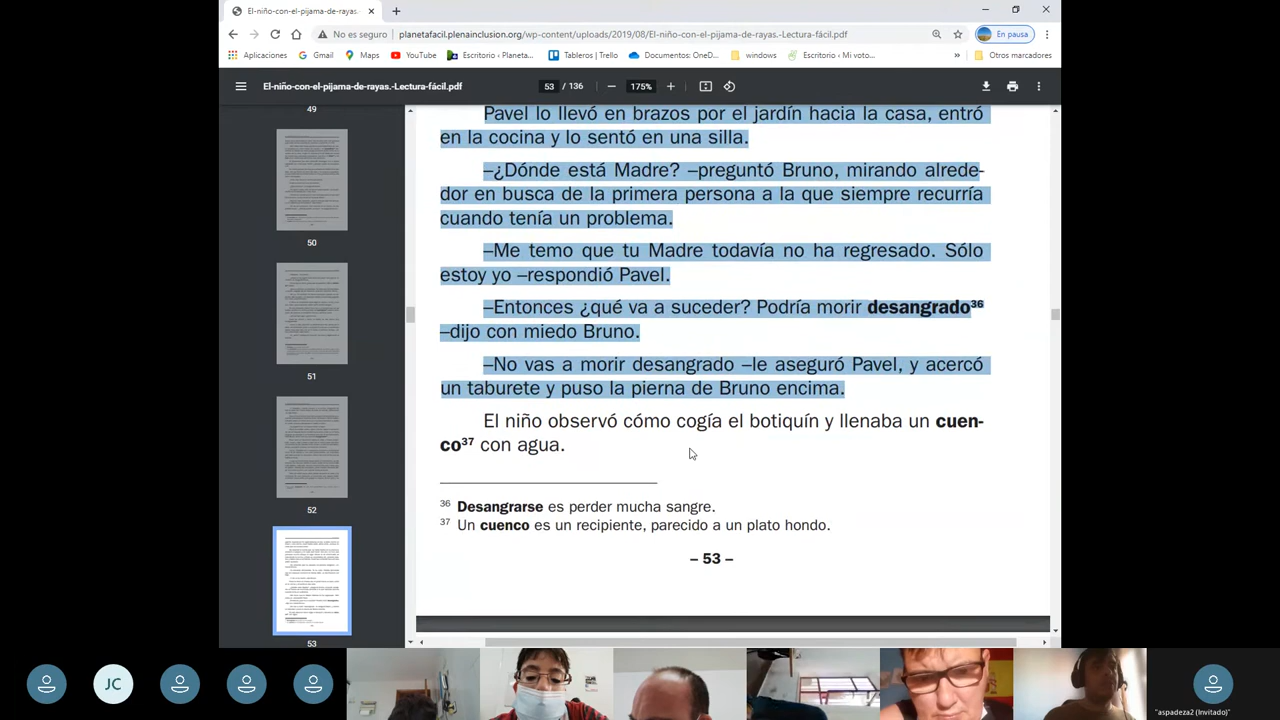 El-niño-con-el-pijama-de-rayas.-L
No es seguro planetafacil.plenainclusion.org/wp-content/uploads/2019/08/El-niño-con-el-pijama-de-rayas.-Lectura-fácil.pdf En pausa
Aplicaciones Gmail Maps YouTube Escritorio < Planeta... Tableros | Trello Documentos: OneD... windows Escritorio < Mi voto... » Otros marcadores
El-niño-con-el-pijama-de-rayas.-Lectura-fácil.pdf 53 / 136 − 175% +
49
50
51
52
53
Pavel lo llevó en brazos por el jardín hacia la casa, entró
en la cocina y lo sentó en una silla.
–¿Dónde está Madre? –preguntó Bruno, mirando alrede-
dor y buscando la primera persona a la que siempre recurría
cuando tenía un problema.
–Me temo que tu Madre todavía no ha regresado. Sólo
estoy yo –respondió Pavel.
–Entonces ¿qué va a suceder? Podría morir desangrado36
–dijo con miedo Bruno.
–No vas a morir desangrado –le aseguró Pavel, y acercó
un taburete y puso la pierna de Bruno encima.
El niño observó cómo cogía el botiquín y llenaba un cuen-
co37 con agua
36 Desangrarse es perder mucha sangre.
37 Un cuenco es un recipiente, parecido a un plato hondo.
– 53
JC
"aspadeza2 (Invitado)"